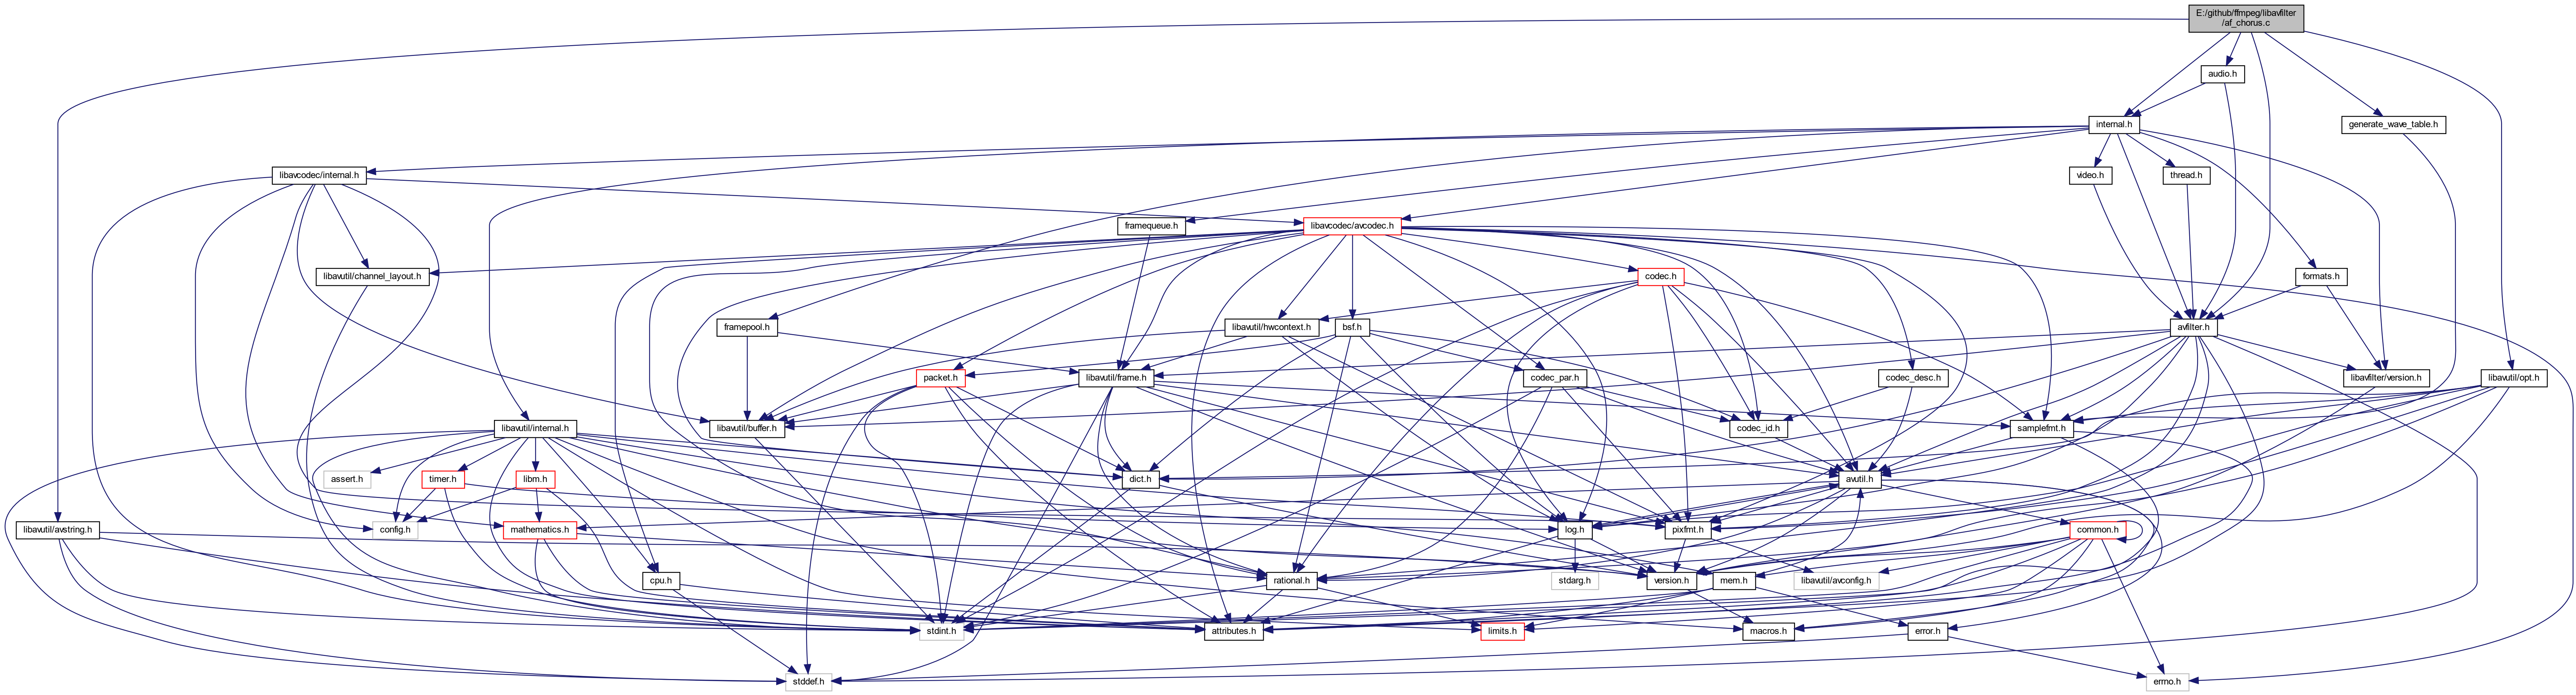 E:/github/ffmpeg/libavfilter
/af_chorus.c
audio.h
internal.h
generate_wave_table.h
libavcodec/internal.h
video.h
thread.h
framequeue.h
libavcodec/avcodec.h
libavutil/channel_layout.h
codec.h
formats.h
framepool.h
libavutil/hwcontext.h
bsf.h
avfilter.h
packet.h
libavutil/frame.h
codec_par.h
codec_desc.h
libavfilter/version.h
libavutil/opt.h
libavutil/internal.h
libavutil/buffer.h
codec_id.h
samplefmt.h
assert.h
timer.h
libm.h
dict.h
avutil.h
libavutil/avstring.h
config.h
mathematics.h
log.h
pixfmt.h
common.h
cpu.h
rational.h
stdarg.h
version.h
mem.h
libavutil/avconfig.h
stdint.h
attributes.h
limits.h
macros.h
error.h
stddef.h
errno.h